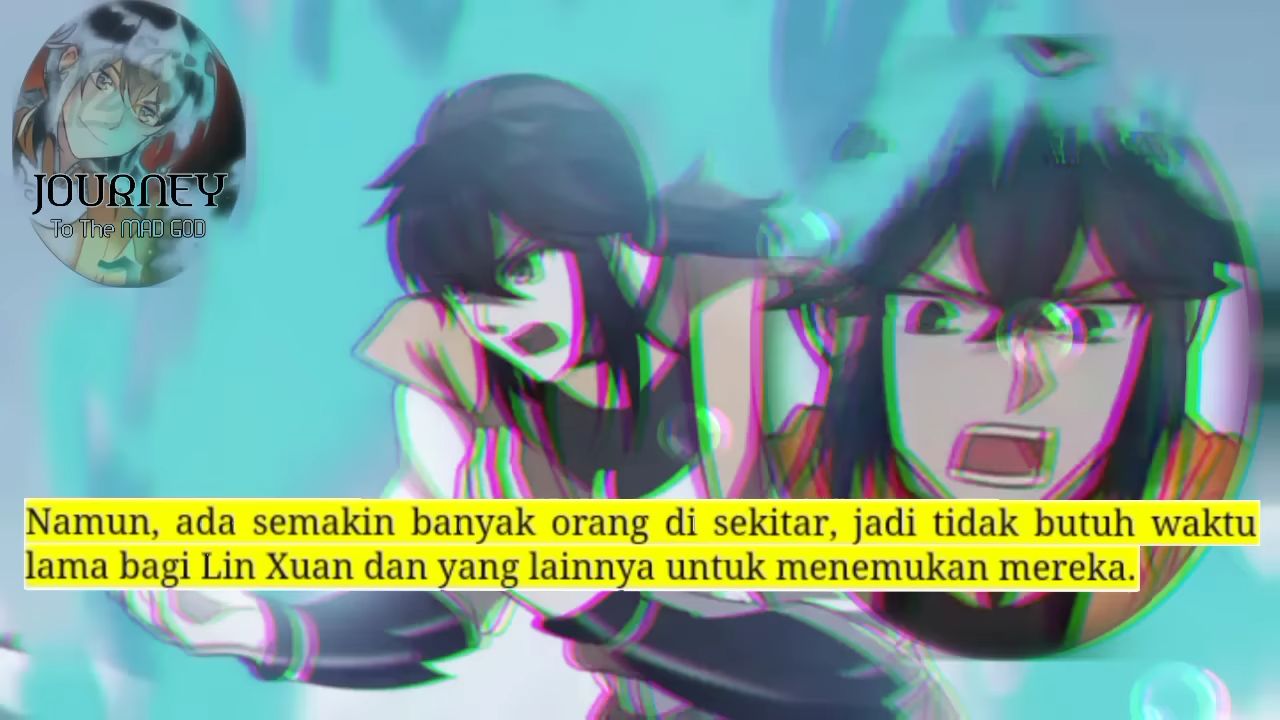 JOURNEY
To The MAD GOD
Namun, ada semakin banyak orang di sekitar, jadi tidak butuh waktu
lama bagi Lin Xuan dan yang lainnya untuk menemukan mereka.